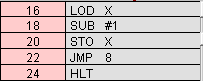 16 LOD X
18 SUB #1
20 STO X
22 JMP 8
24 HLT